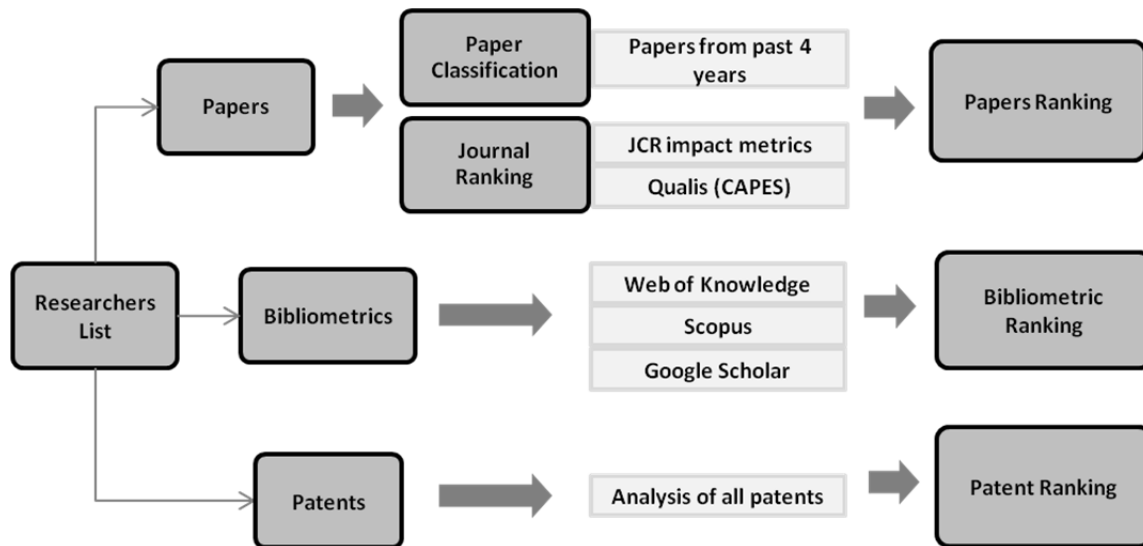 Papers
Paper
Classification
Papers from past 4
years
Journal
Ranking
JCR impact metrics
Qualis (CAPES)
Papers Ranking
Researchers
List
Bibliometrics
Web of Knowledge
Scopus
Google Scholar
Bibliometric
Ranking
Patents
Analysis of all patents
Patent Ranking